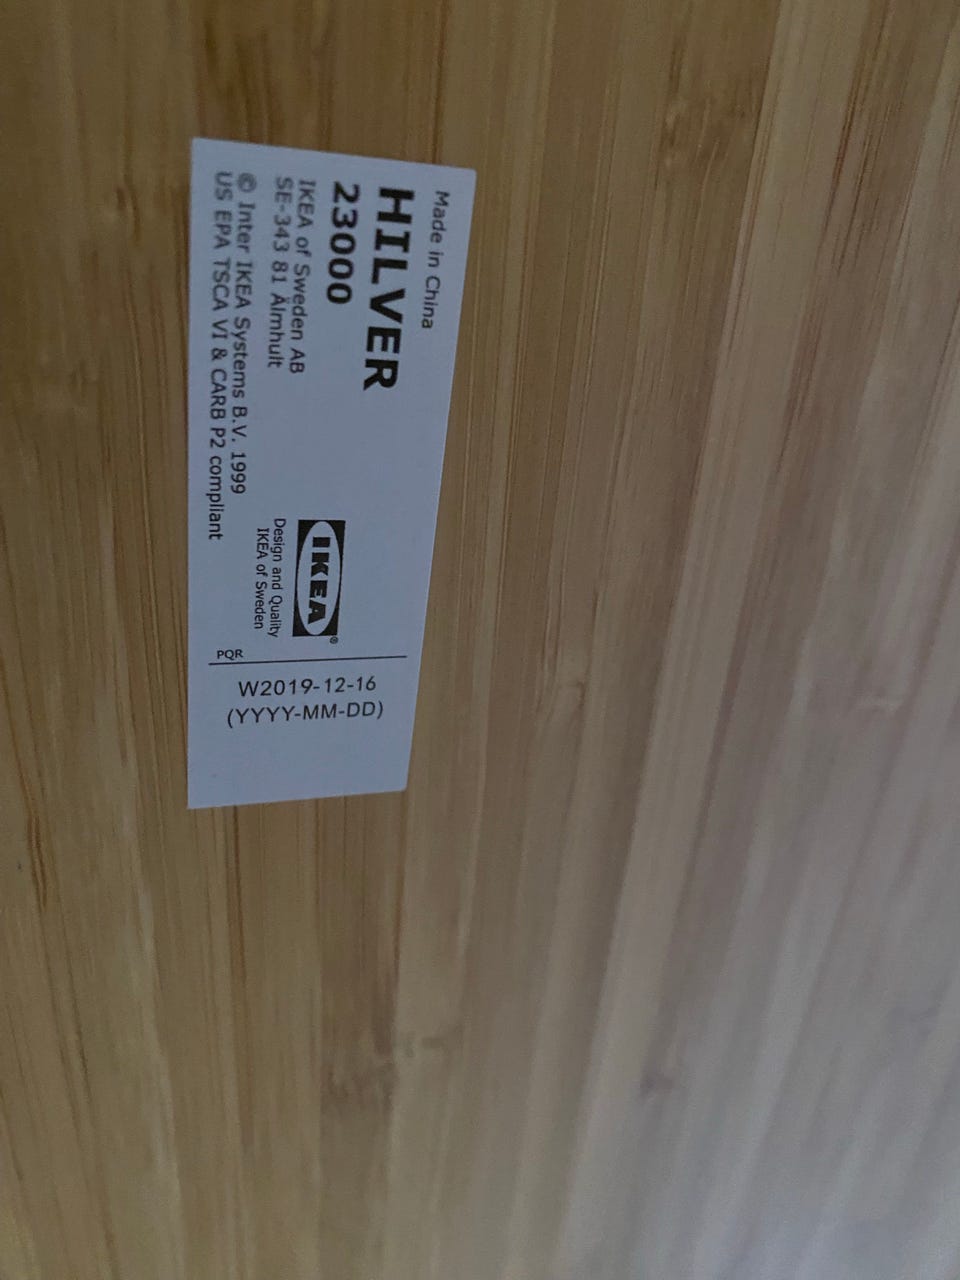 Made in China
HILVER
23000
IKEA of Sweden AB
SE-343 81 Älmhult
© Inter IKEA Systems B.V. 1999
US EPA TSCA VI & CARB P2 compliant
IKEA®
Design and Quality
IKEA of Sweden
PQR
W2019-12-16
(YYYY-MM-DD)